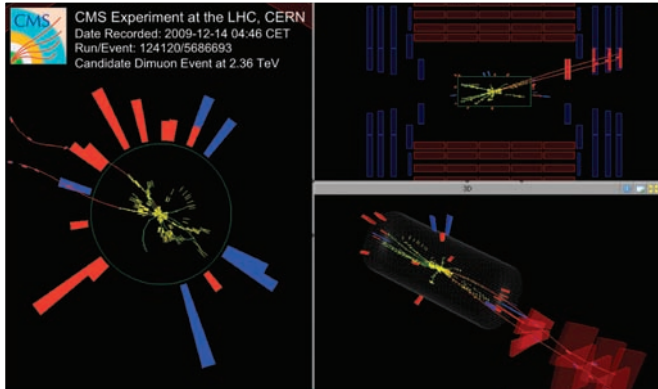 CMS
CMS Experiment at the LHC, CERN
Date Recorded: 2009-12-14 04:46 CET
Run/Event: 124120/5686693
Candidate Dimuon Event at 2.36 TeV
3D